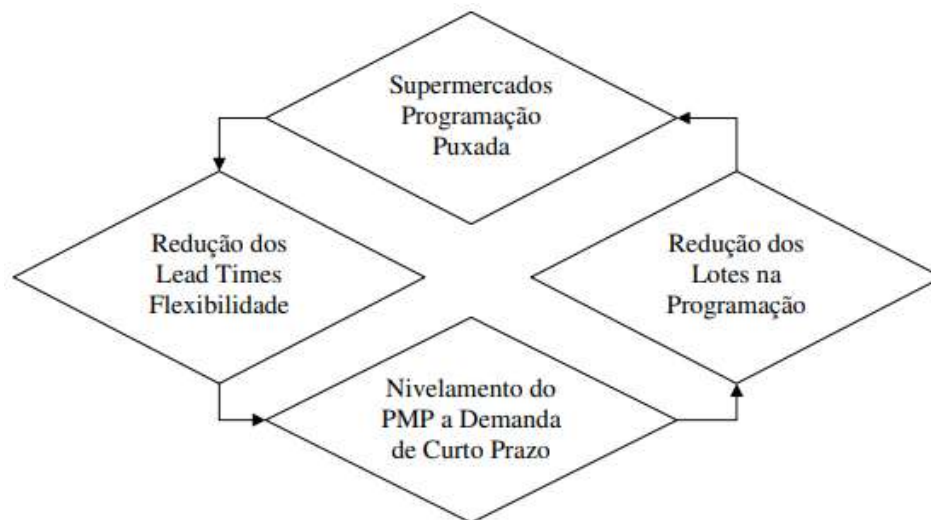 Supermercados
Programação
Puxada
Redução dos
Lead Times
Flexibilidade
Redução dos
Lotes na
Programação
Nivelamento do
PMP a Demanda
de Curto Prazo